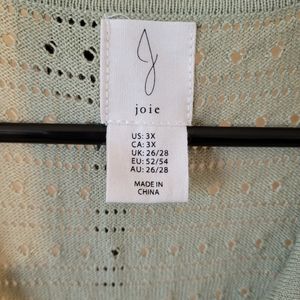 J
joie
US: 3X
CA: 3X
UK: 26/28
EU: 52/54
AU: 26/28
MADE IN
CHINA